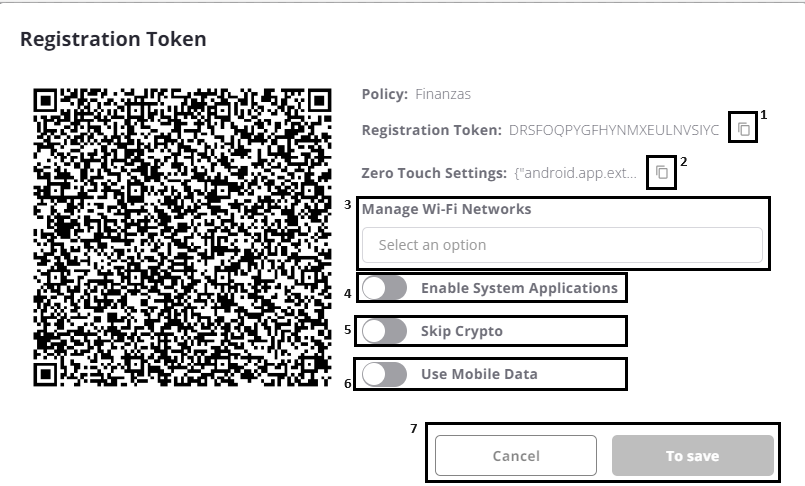 Registration Token
Policy: Finanzas
Registration Token: DRSFOQPYGFHYNMXEULNVSIYC 1
Zero Touch Settings: {"android.app.ext... 2
3 Manage Wi-Fi Networks
Select an option
4 Enable System Applications
5 Skip Crypto
6 Use Mobile Data
7
Cancel To save